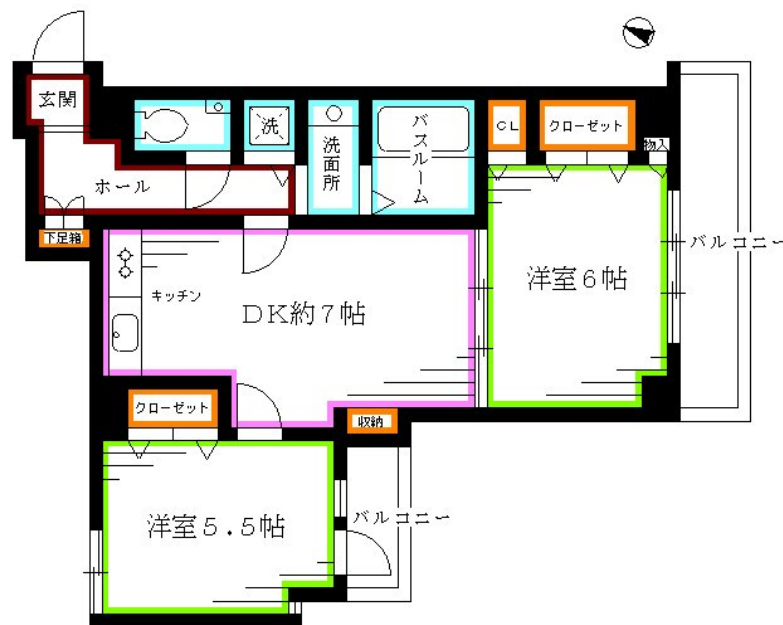 玄関
洗
洗面所
バスルーム
CL
クローゼット
物入
ホール
下足箱
キッチン
DK約7帖
洋室6帖
バルコニー
クローゼット
収納
洋室5.5帖
バルコニー